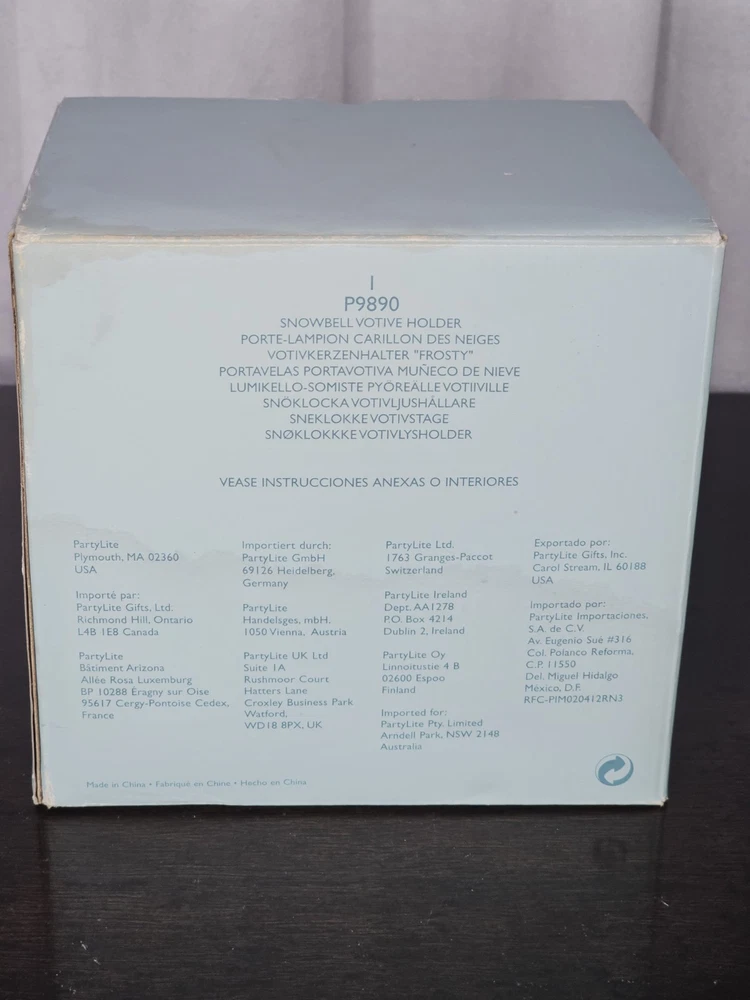 1
P9890
SNOWBELL VOTIVE HOLDER
PORTE-LAMPION CARILLON DES NEIGES
VOTIVKERZENHALTER "FROSTY"
PORTAVELAS PORTAVOTIVA MUÑECO DE NIEVE
LUMIKELLO-SOMISTE PYÖREÄLLE VOTIIVILLE
SNÖKLOCKA VOTIVLJUSHÅLLARE
SNEKLOKKE VOTIVSTAGE
SNØKLOKKKE VOTIVLYSHOLDER
VEASE INSTRUCCIONES ANEXAS O INTERIORES
PartyLite
Plymouth, MA 02360
USA
Importé par:
PartyLite Gifts, Ltd.
Richmond Hill, Ontario
L4B 1E8 Canada
PartyLite
Bâtiment Arizona
Allée Rosa Luxemburg
BP 10288 Éragny sur Oise
95617 Cergy-Pontoise Cedex,
France
Importiert durch:
PartyLite GmbH
69126 Heidelberg,
Germany
PartyLite
Handelsges, mbH.
1050 Vienna, Austria
PartyLite UK Ltd
Suite 1A
Rushmoor Court
Hatters Lane
Croxley Business Park
Watford,
WD18 8PX, UK
PartyLite Ltd.
1763 Granges-Paccot
Switzerland
PartyLite Ireland
Dept. AA1278
P.O. Box 4214
Dublin 2, Ireland
PartyLite Oy
Linnoitustie 4 B
02600 Espoo
Finland
Imported for:
PartyLite Pty. Limited
Arndell Park, NSW 2148
Australia
Exportado por:
PartyLite Gifts, Inc.
Carol Stream, IL 60188
USA
Importado por:
PartyLite Importaciones,
S.A. de C.V.
Av. Eugenio Sué #316
Col. Polanco Reforma,
C.P. 11550
Del. Miguel Hidalgo
México, D.F.
RFC-PIM020412RN3
Made in China • Fabriqué en Chine • Hecho en China